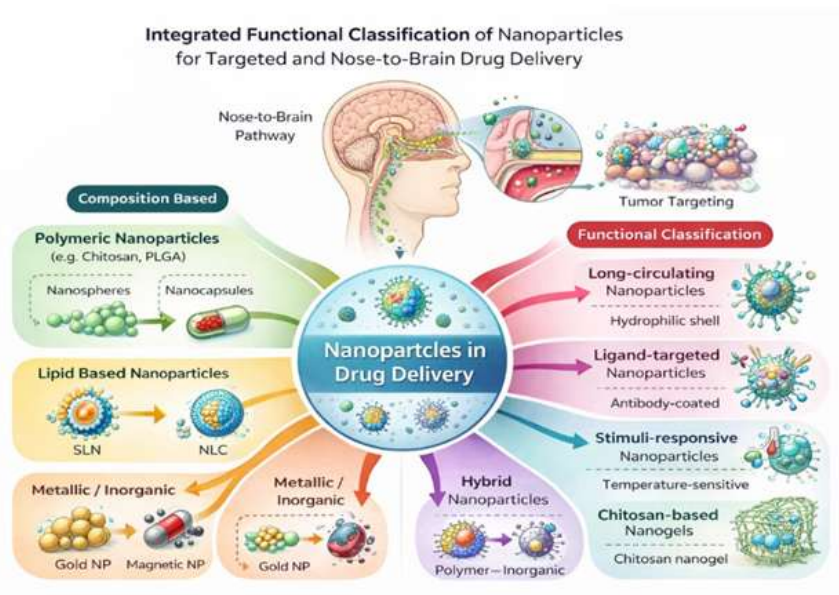 Integrated Functional Classification of Nanoparticles
for Targeted and Nose-to-Brain Drug Delivery
Nose-to-Brain
Pathway
Tumor Targeting
Composition Based
Polymeric Nanoparticles
(e.g. Chitosan, PLGA)
Nanospheres
Nanocapsules
Lipid Based Nanoparticles
SLN
NLC
Metallic / Inorganic
Gold NP
Magnetic NP
Metallic /
Inorganic
Gold NP
Nanopartcles in
Drug Delivery
Hybrid
Nanoparticles
Polymer—Inorganic
Functional Classification
Long-circulating
Nanoparticles
Hydrophilic shell
Ligand-targeted
Nanoparticles
Antibody-coated
Stimuli-responsive
Nanoparticles
Temperature-sensitive
Chitosan-based
Nanogels
Chitosan nanogel